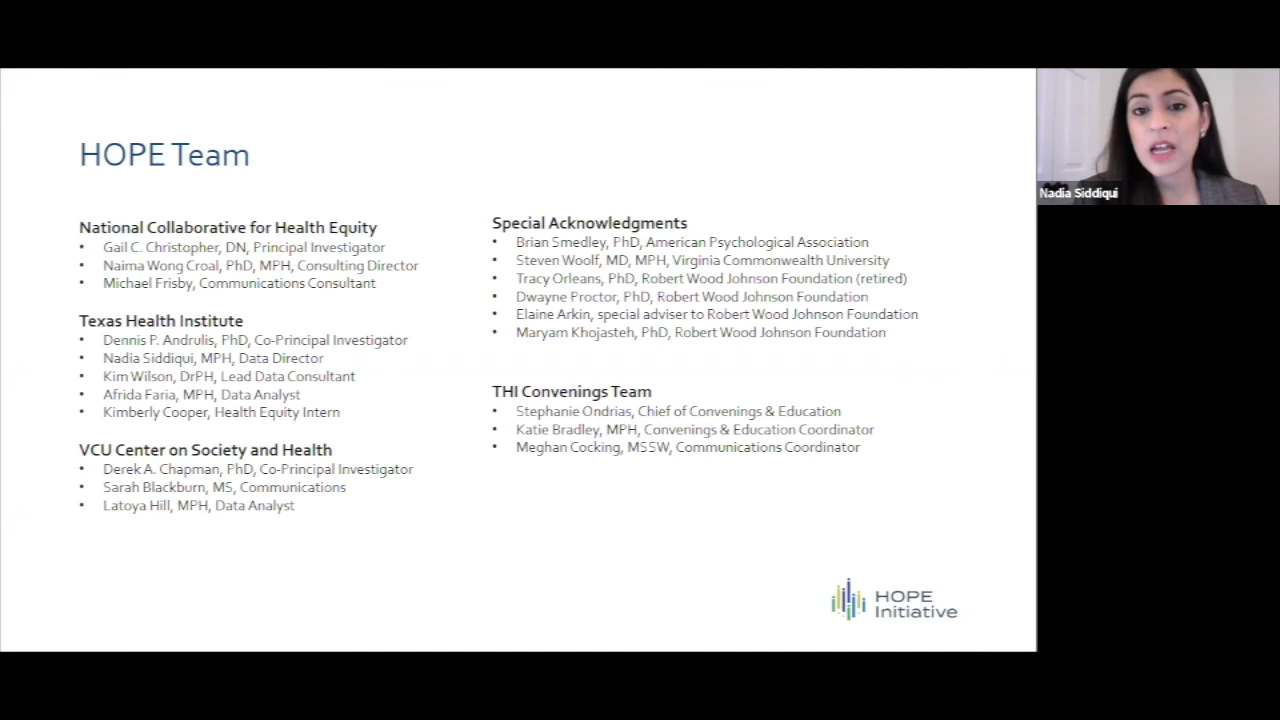 HOPE Team
National Collaborative for Health Equity
• Gail C. Christopher, DN, Principal Investigator
• Naima Wong Croal, PhD, MPH, Consulting Director
• Michael Frisby, Communications Consultant
Texas Health Institute
• Dennis P. Andrulis, PhD, Co-Principal Investigator
• Nadia Siddiqui, MPH, Data Director
• Kim Wilson, DrPH, Lead Data Consultant
• Afrida Faria, MPH, Data Analyst
• Kimberly Cooper, Health Equity Intern
VCU Center on Society and Health
• Derek A. Chapman, PhD, Co-Principal Investigator
• Sarah Blackburn, MS, Communications
• Latoya Hill, MPH, Data Analyst
Special Acknowledgments
• Brian Smedley, PhD, American Psychological Association
• Steven Woolf, MD, MPH, Virginia Commonwealth University
• Tracy Orleans, PhD, Robert Wood Johnson Foundation (retired)
• Dwayne Proctor, PhD, Robert Wood Johnson Foundation
• Elaine Arkin, special adviser to Robert Wood Johnson Foundation
• Maryam Khojasteh, PhD, Robert Wood Johnson Foundation
THI Convenings Team
• Stephanie Ondrias, Chief of Convenings & Education
• Katie Bradley, MPH, Convenings & Education Coordinator
• Meghan Cocking, MSSW, Communications Coordinator
HOPE
Initiative
Nadia Siddiqui